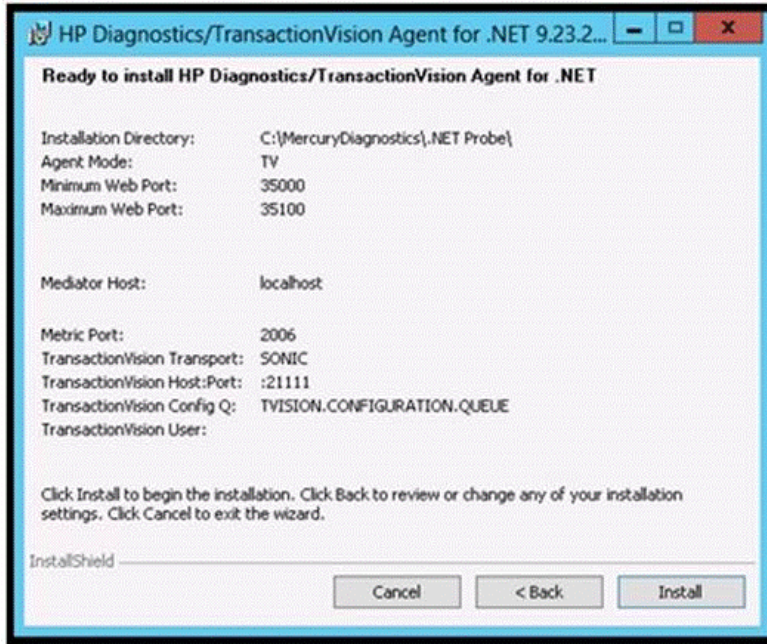 HP Diagnostics/TransactionVision Agent for .NET 9.23.2...
Ready to install HP Diagnostics/TransactionVision Agent for .NET
Installation Directory: C:\MercuryDiagnostics\.NET Probe\
Agent Mode: TV
Minimum Web Port: 35000
Maximum Web Port: 35100
Mediator Host: localhost
Metric Port: 2006
TransactionVision Transport: SONIC
TransactionVision Host:Port: :21111
TransactionVision Config Q: TVISION.CONFIGURATION.QUEUE
TransactionVision User:
Click Install to begin the installation. Click Back to review or change any of your installation
settings. Click Cancel to exit the wizard.
InstallShield
Cancel < Back Install